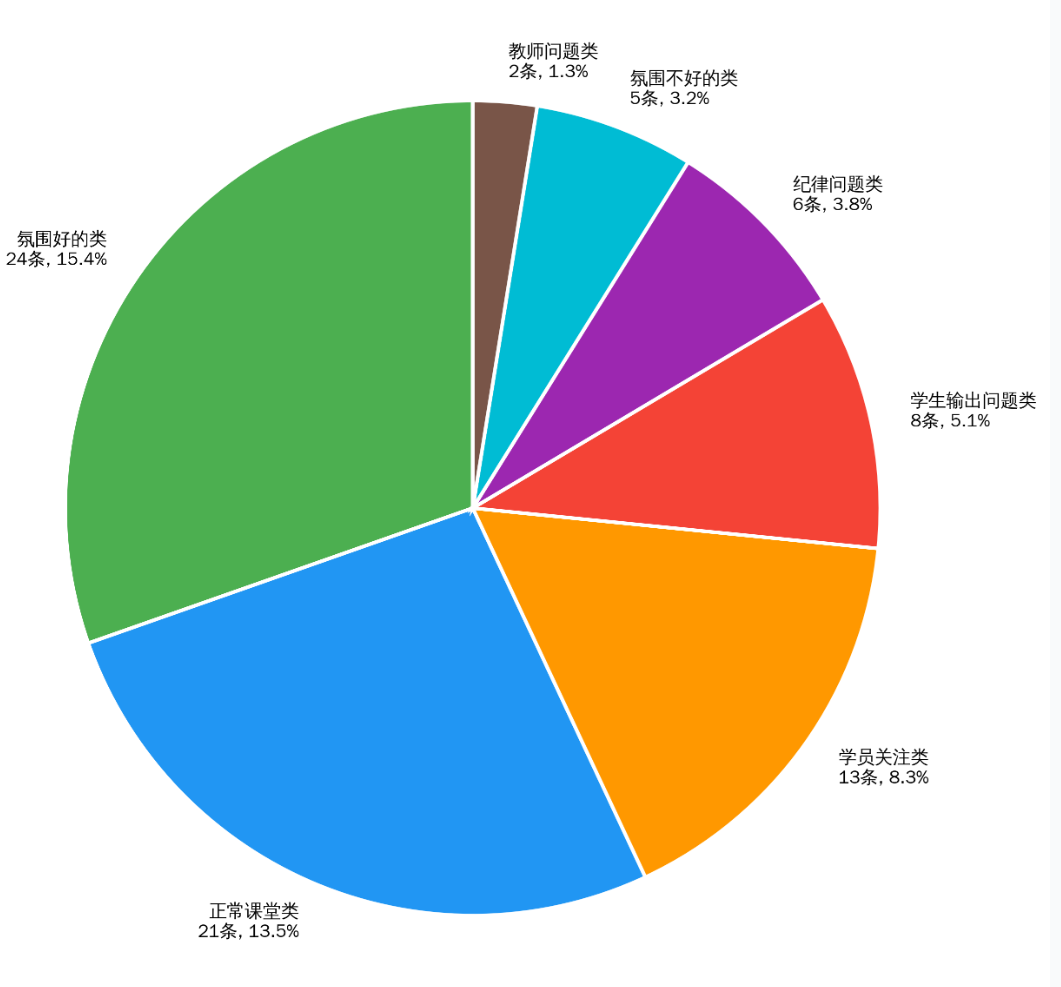 教师问题类
2条, 1.3%
氛围不好的类
5条, 3.2%
纪律问题类
6条, 3.8%
氛围好的类
24条, 15.4%
学生输出问题类
8条, 5.1%
学员关注类
13条, 8.3%
正常课堂类
21条, 13.5%